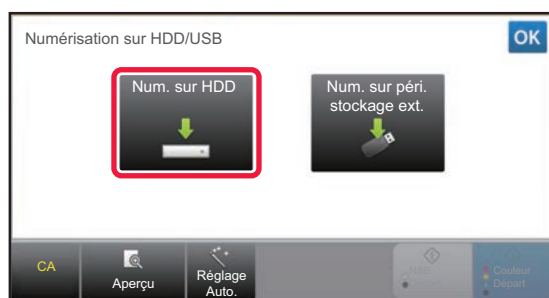 Numérisation sur HDD/USB
OK
Num. sur HDD
Num. sur péri.
stockage ext.
CA
Aperçu
Réglage
Auto.
N&B
Départ
Couleur
Départ